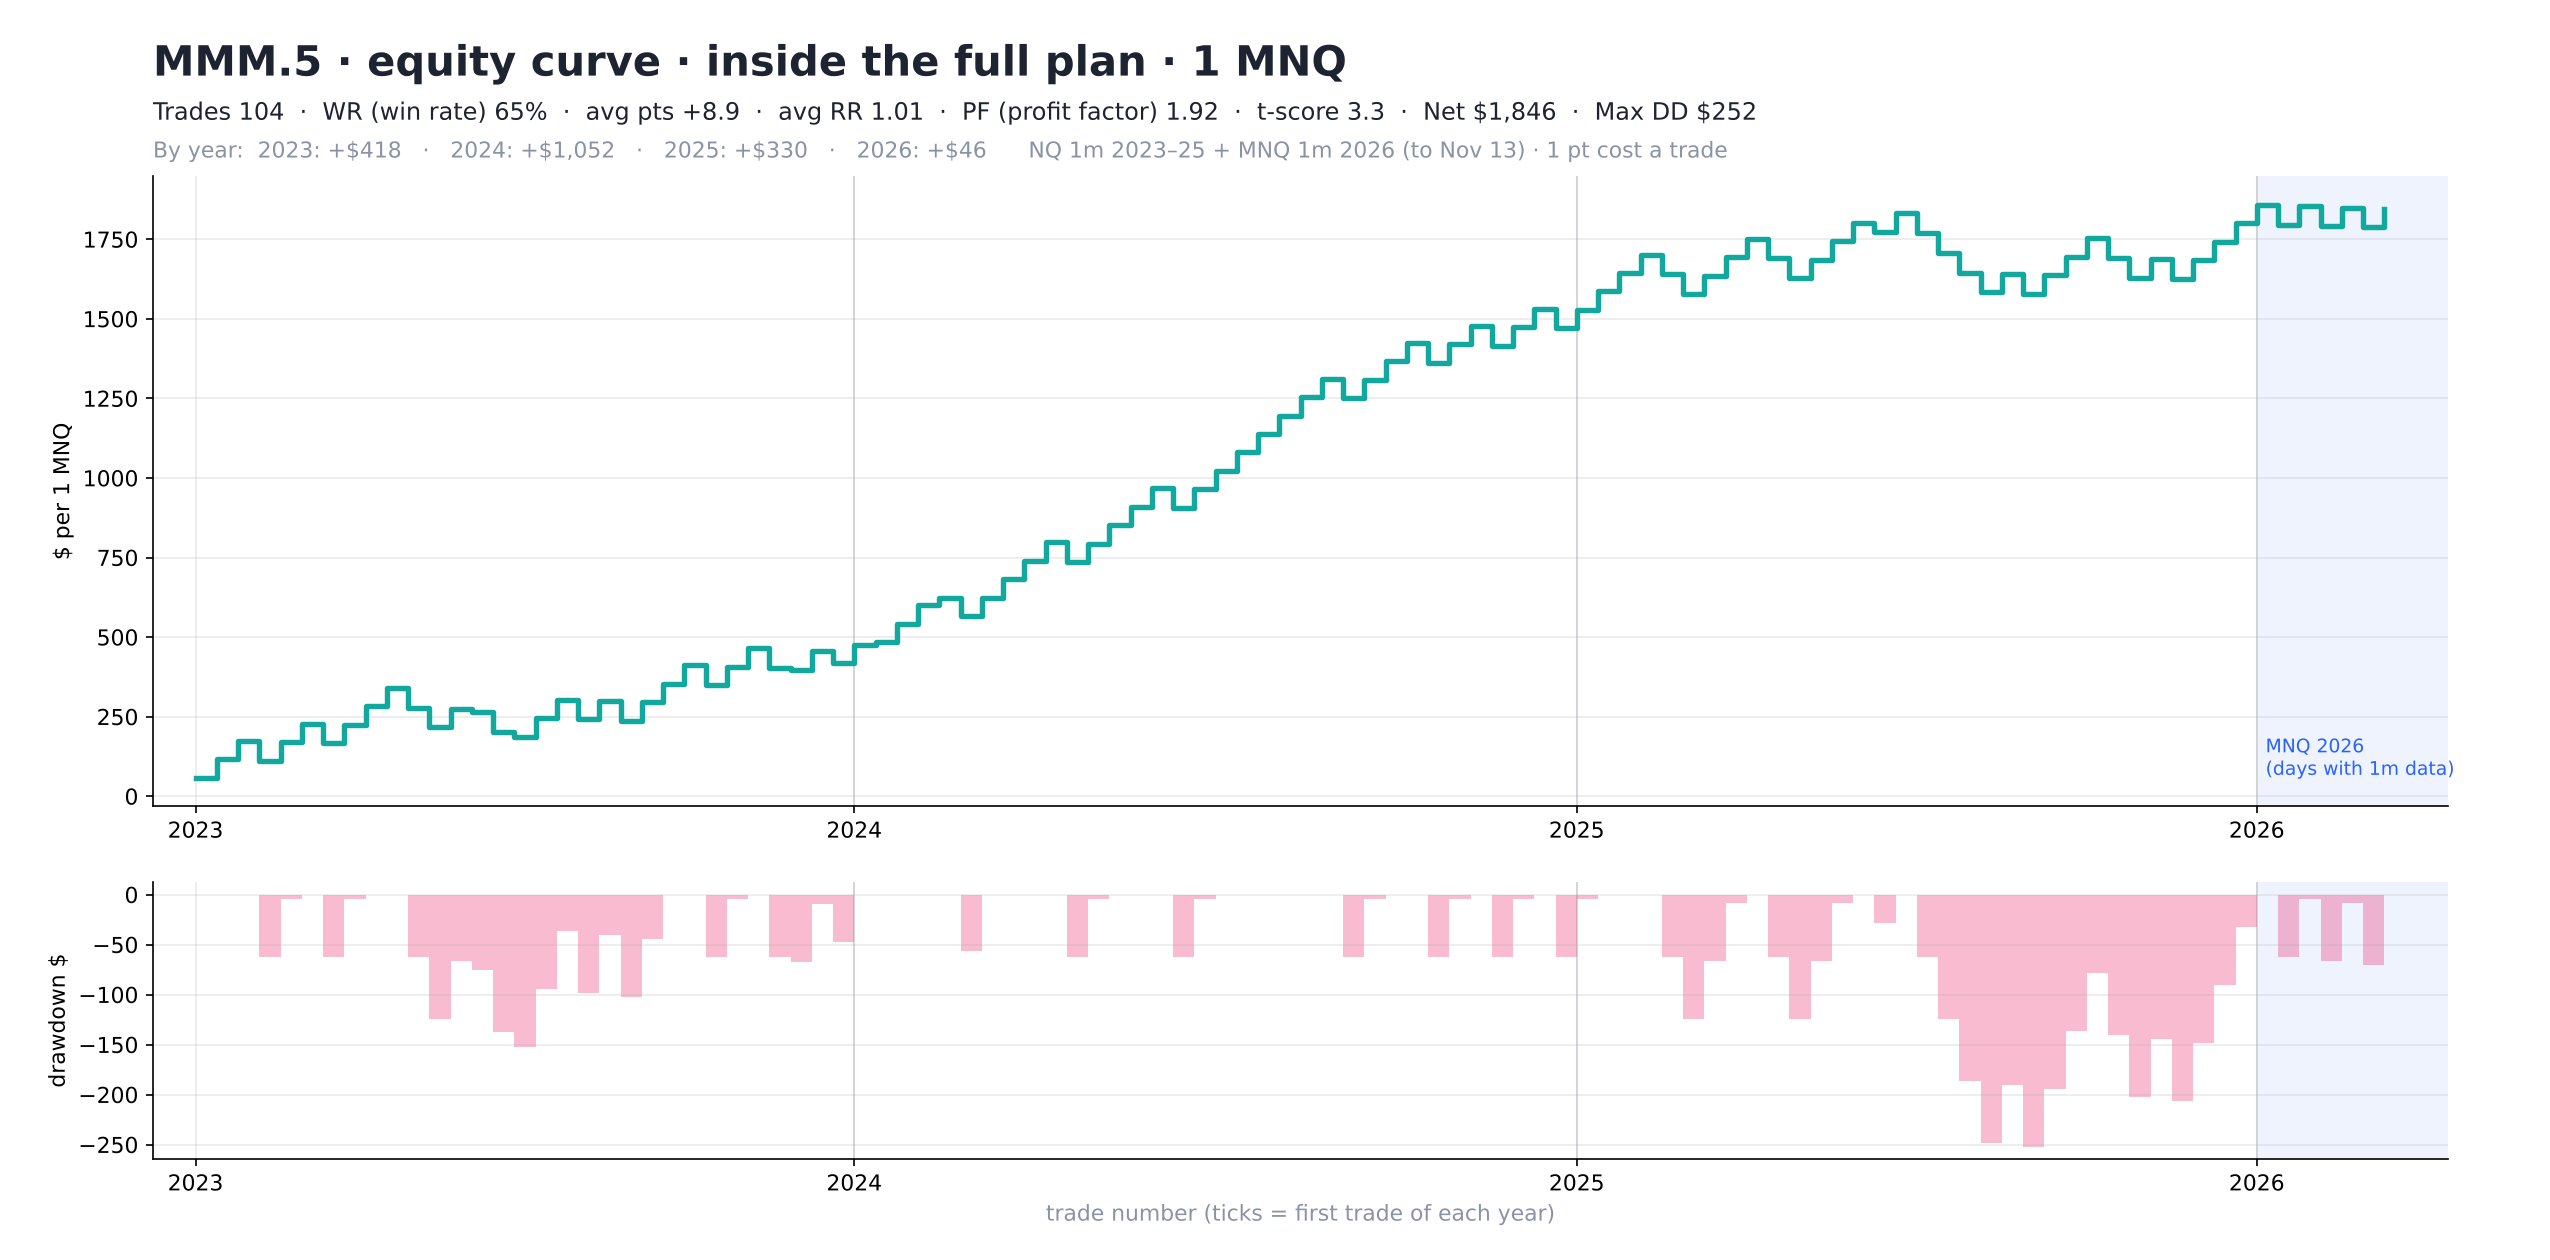 MMM.5 · equity curve · inside the full plan · 1 MNQ
Trades 104 · WR (win rate) 65% · avg pts +8.9 · avg RR 1.01 · PF (profit factor) 1.92 · t-score 3.3 · Net $1,846 · Max DD $252
By year: 2023: +$418 · 2024: +$1,052 · 2025: +$330 · 2026: +$46 NQ 1m 2023–25 + MNQ 1m 2026 (to Nov 13) · 1 pt cost a trade
$ per 1 MNQ
1750
1500
1250
1000
750
500
250
0
MNQ 2026
(days with 1m data)
2023 2024 2025 2026
drawdown $
0
−50
−100
−150
−200
−250
2023 2024 2025 2026
trade number (ticks = first trade of each year)